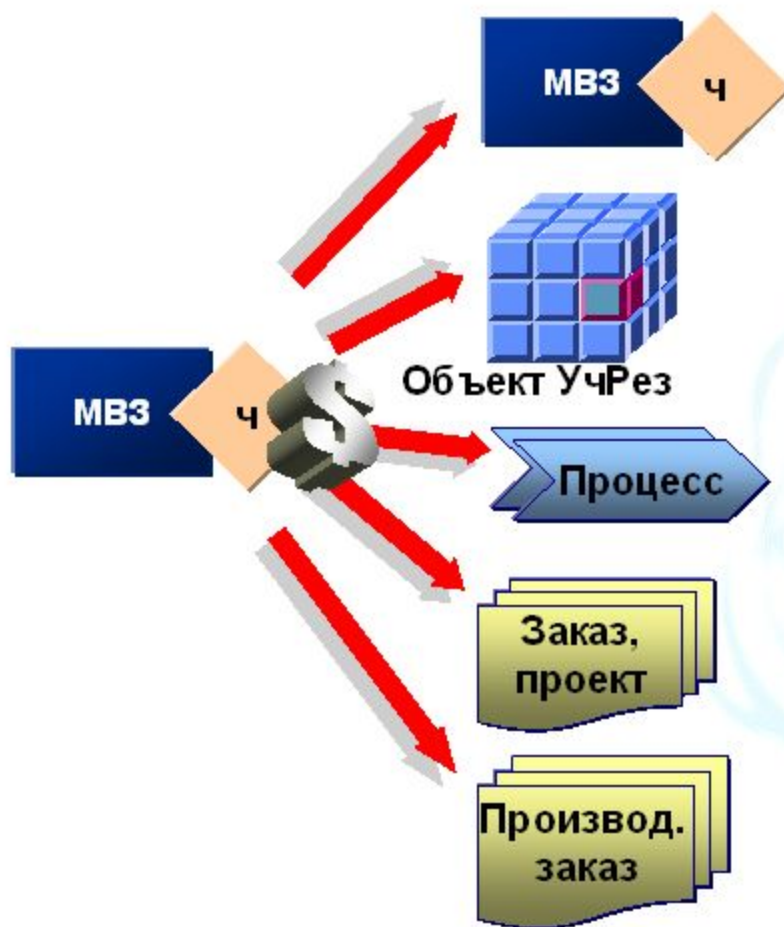 МВЗ
ч
Объект УчРез
МВЗ
ч
$
Процесс
Заказ,
проект
Производ.
заказ